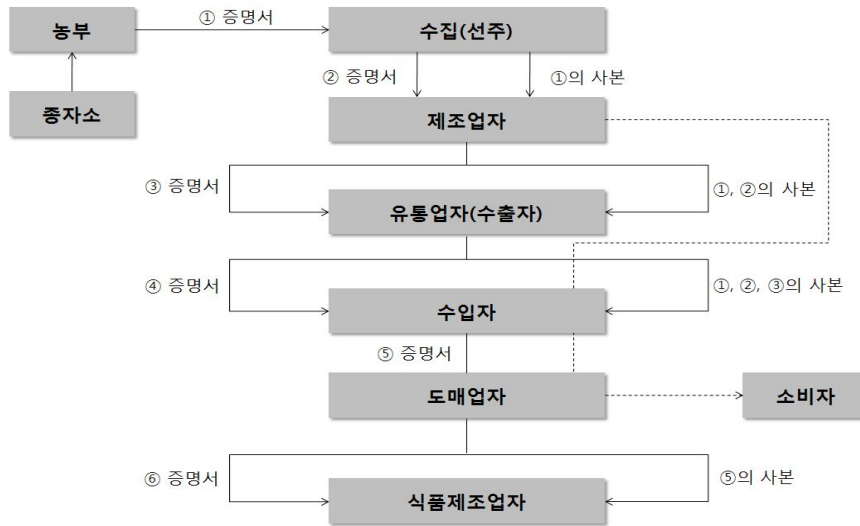 농부
① 증명서
수집(선주)
종자소
② 증명서
①의 사본
제조업자
③ 증명서
①, ②의 사본
유통업자(수출자)
④ 증명서
①, ②, ③의 사본
수입자
⑤ 증명서
도매업자
소비자
⑥ 증명서
⑤의 사본
식품제조업자